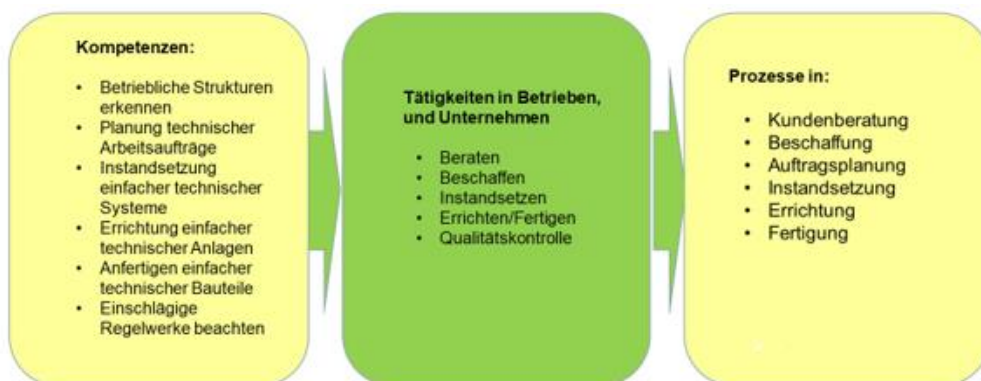 Kompetenzen:
• Betriebliche Strukturen
erkennen
• Planung technischer
Arbeitsaufträge
• Instandsetzung
einfacher technischer
Systeme
• Errichtung einfacher
technischer Anlagen
• Anfertigen einfacher
technischer Bauteile
• Einschlägige
Regelwerke beachten
Tätigkeiten in Betrieben,
und Unternehmen
• Beraten
• Beschaffen
• Instandsetzen
• Errichten/Fertigen
• Qualitätskontrolle
Prozesse in:
• Kundenberatung
• Beschaffung
• Auftragsplanung
• Instandsetzung
• Errichtung
• Fertigung